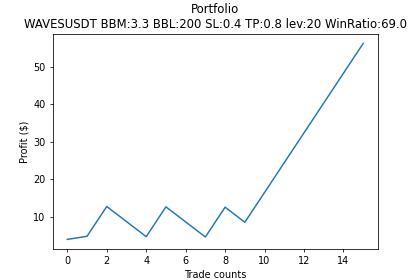 Portfolio
WAVESUSDT BBM:3.3 BBL:200 SL:0.4 TP:0.8 lev:20 WinRatio:69.0
50
40
30
20
10
Profit ($)
0 2 4 6 8 10 12 14
Trade counts